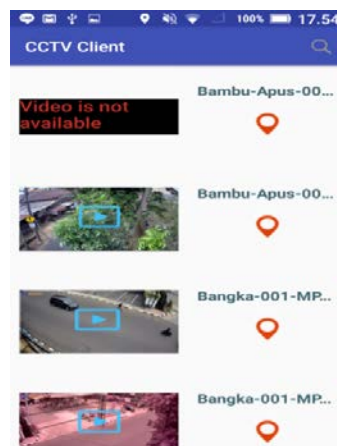 100% 17.54
CCTV Client
Bambu-Apus-00...
Video is not
available
Bambu-Apus-00...
Bangka-001-MP...
Bangka-001-MP...